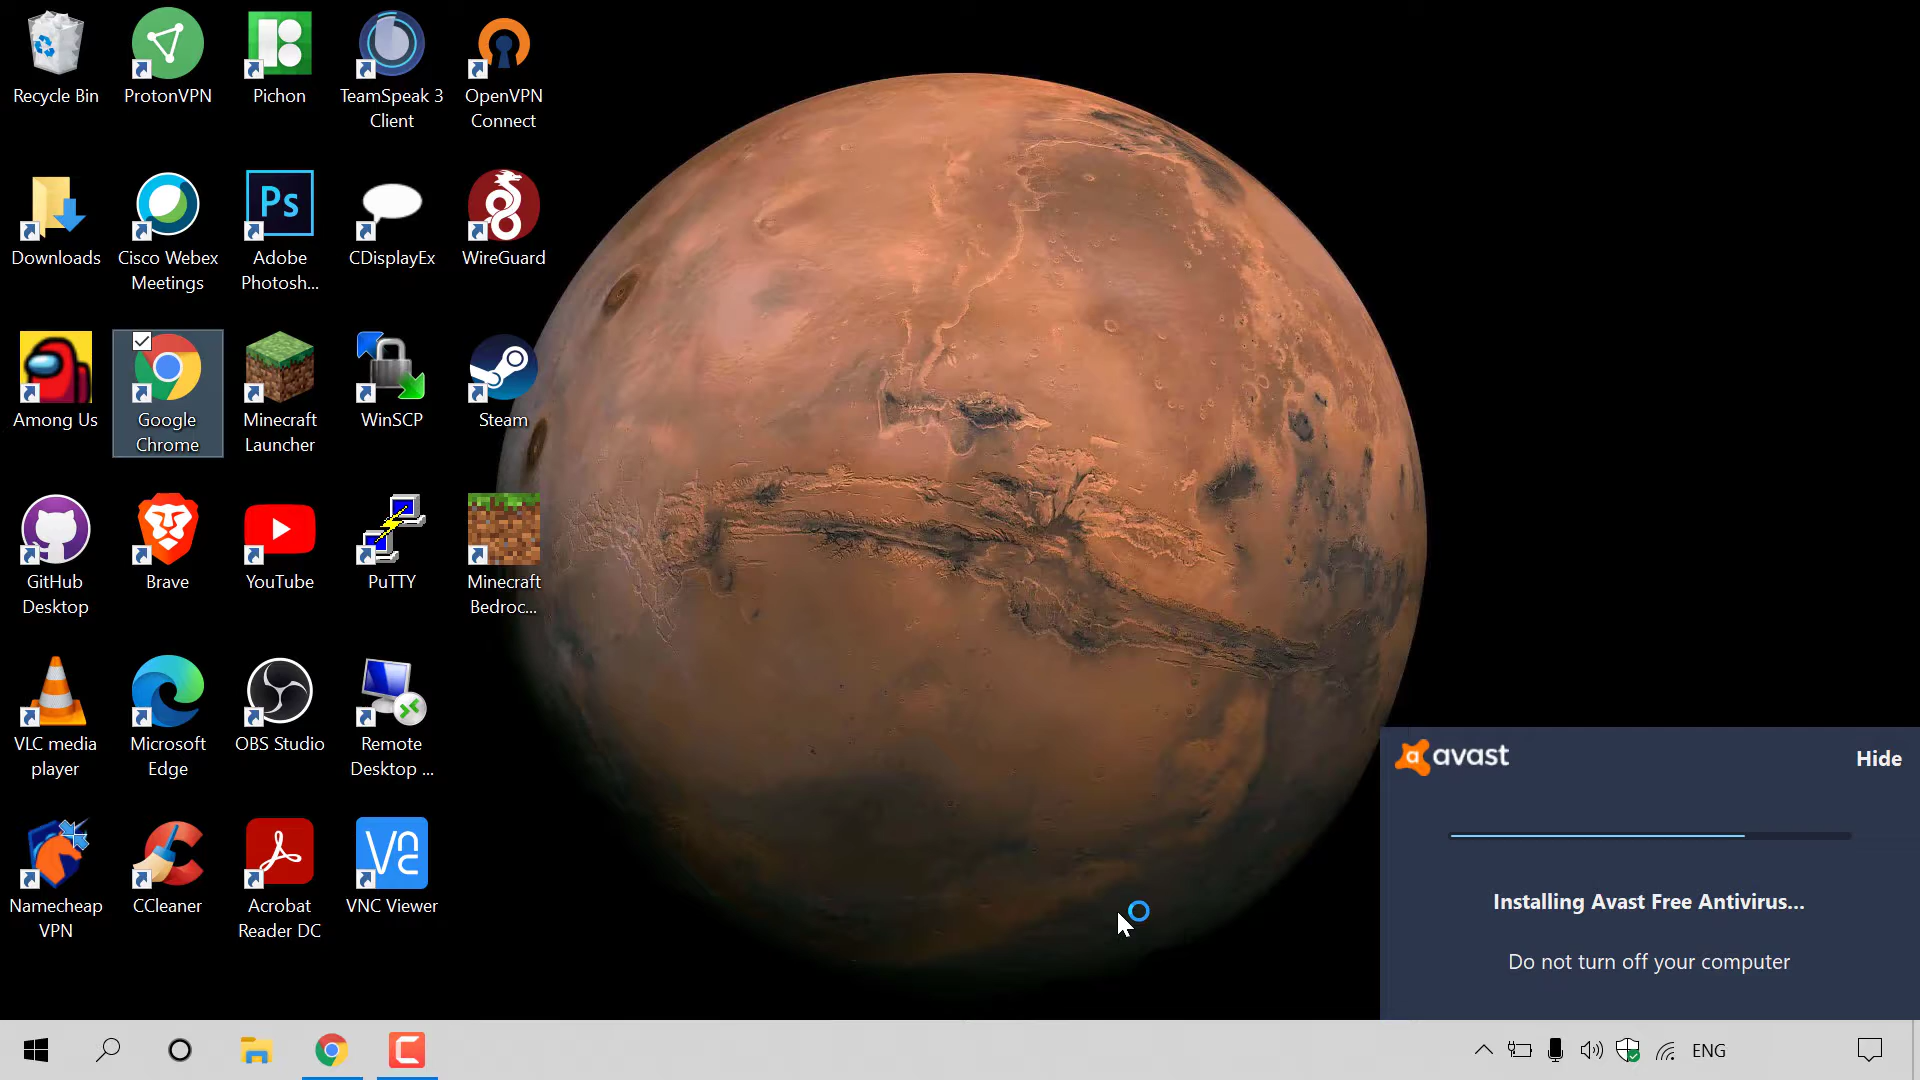 Recycle Bin
ProtonVPN
Pichon
TeamSpeak 3
Client
OpenVPN
Connect
Downloads
Cisco Webex
Meetings
Ps
Adobe
Photosh...
CDisplayEx
WireGuard
Among Us
Google
Chrome
Minecraft
Launcher
WinSCP
Steam
GitHub
Desktop
Brave
YouTube
PuTTY
Minecraft
Bedroc...
VLC media
player
Microsoft
Edge
OBS Studio
Remote
Desktop ...
Namecheap
VPN
CCleaner
Acrobat
Reader DC
VNC Viewer
avast
Hide
Installing Avast Free Antivirus...
Do not turn off your computer
ENG